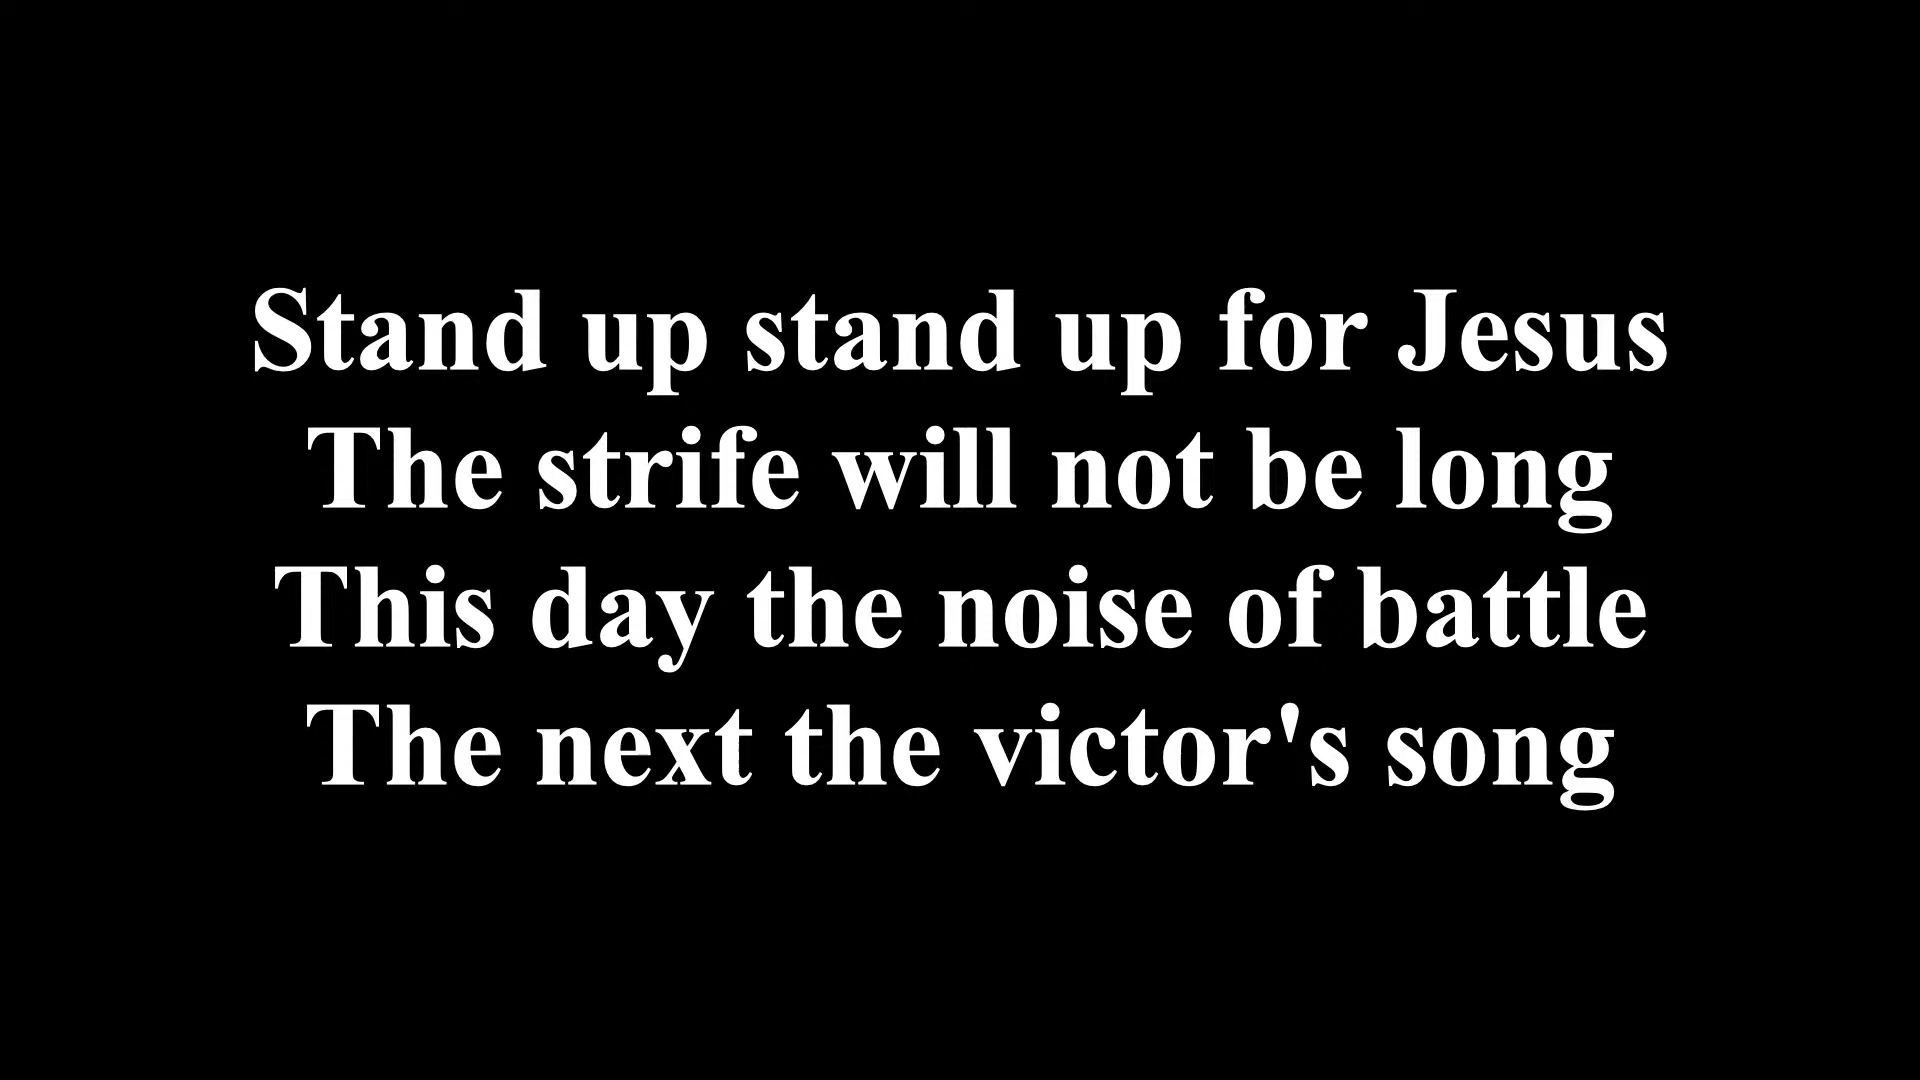 Stand up stand up for Jesus
The strife will not be long
This day the noise of battle
The next the victor's song